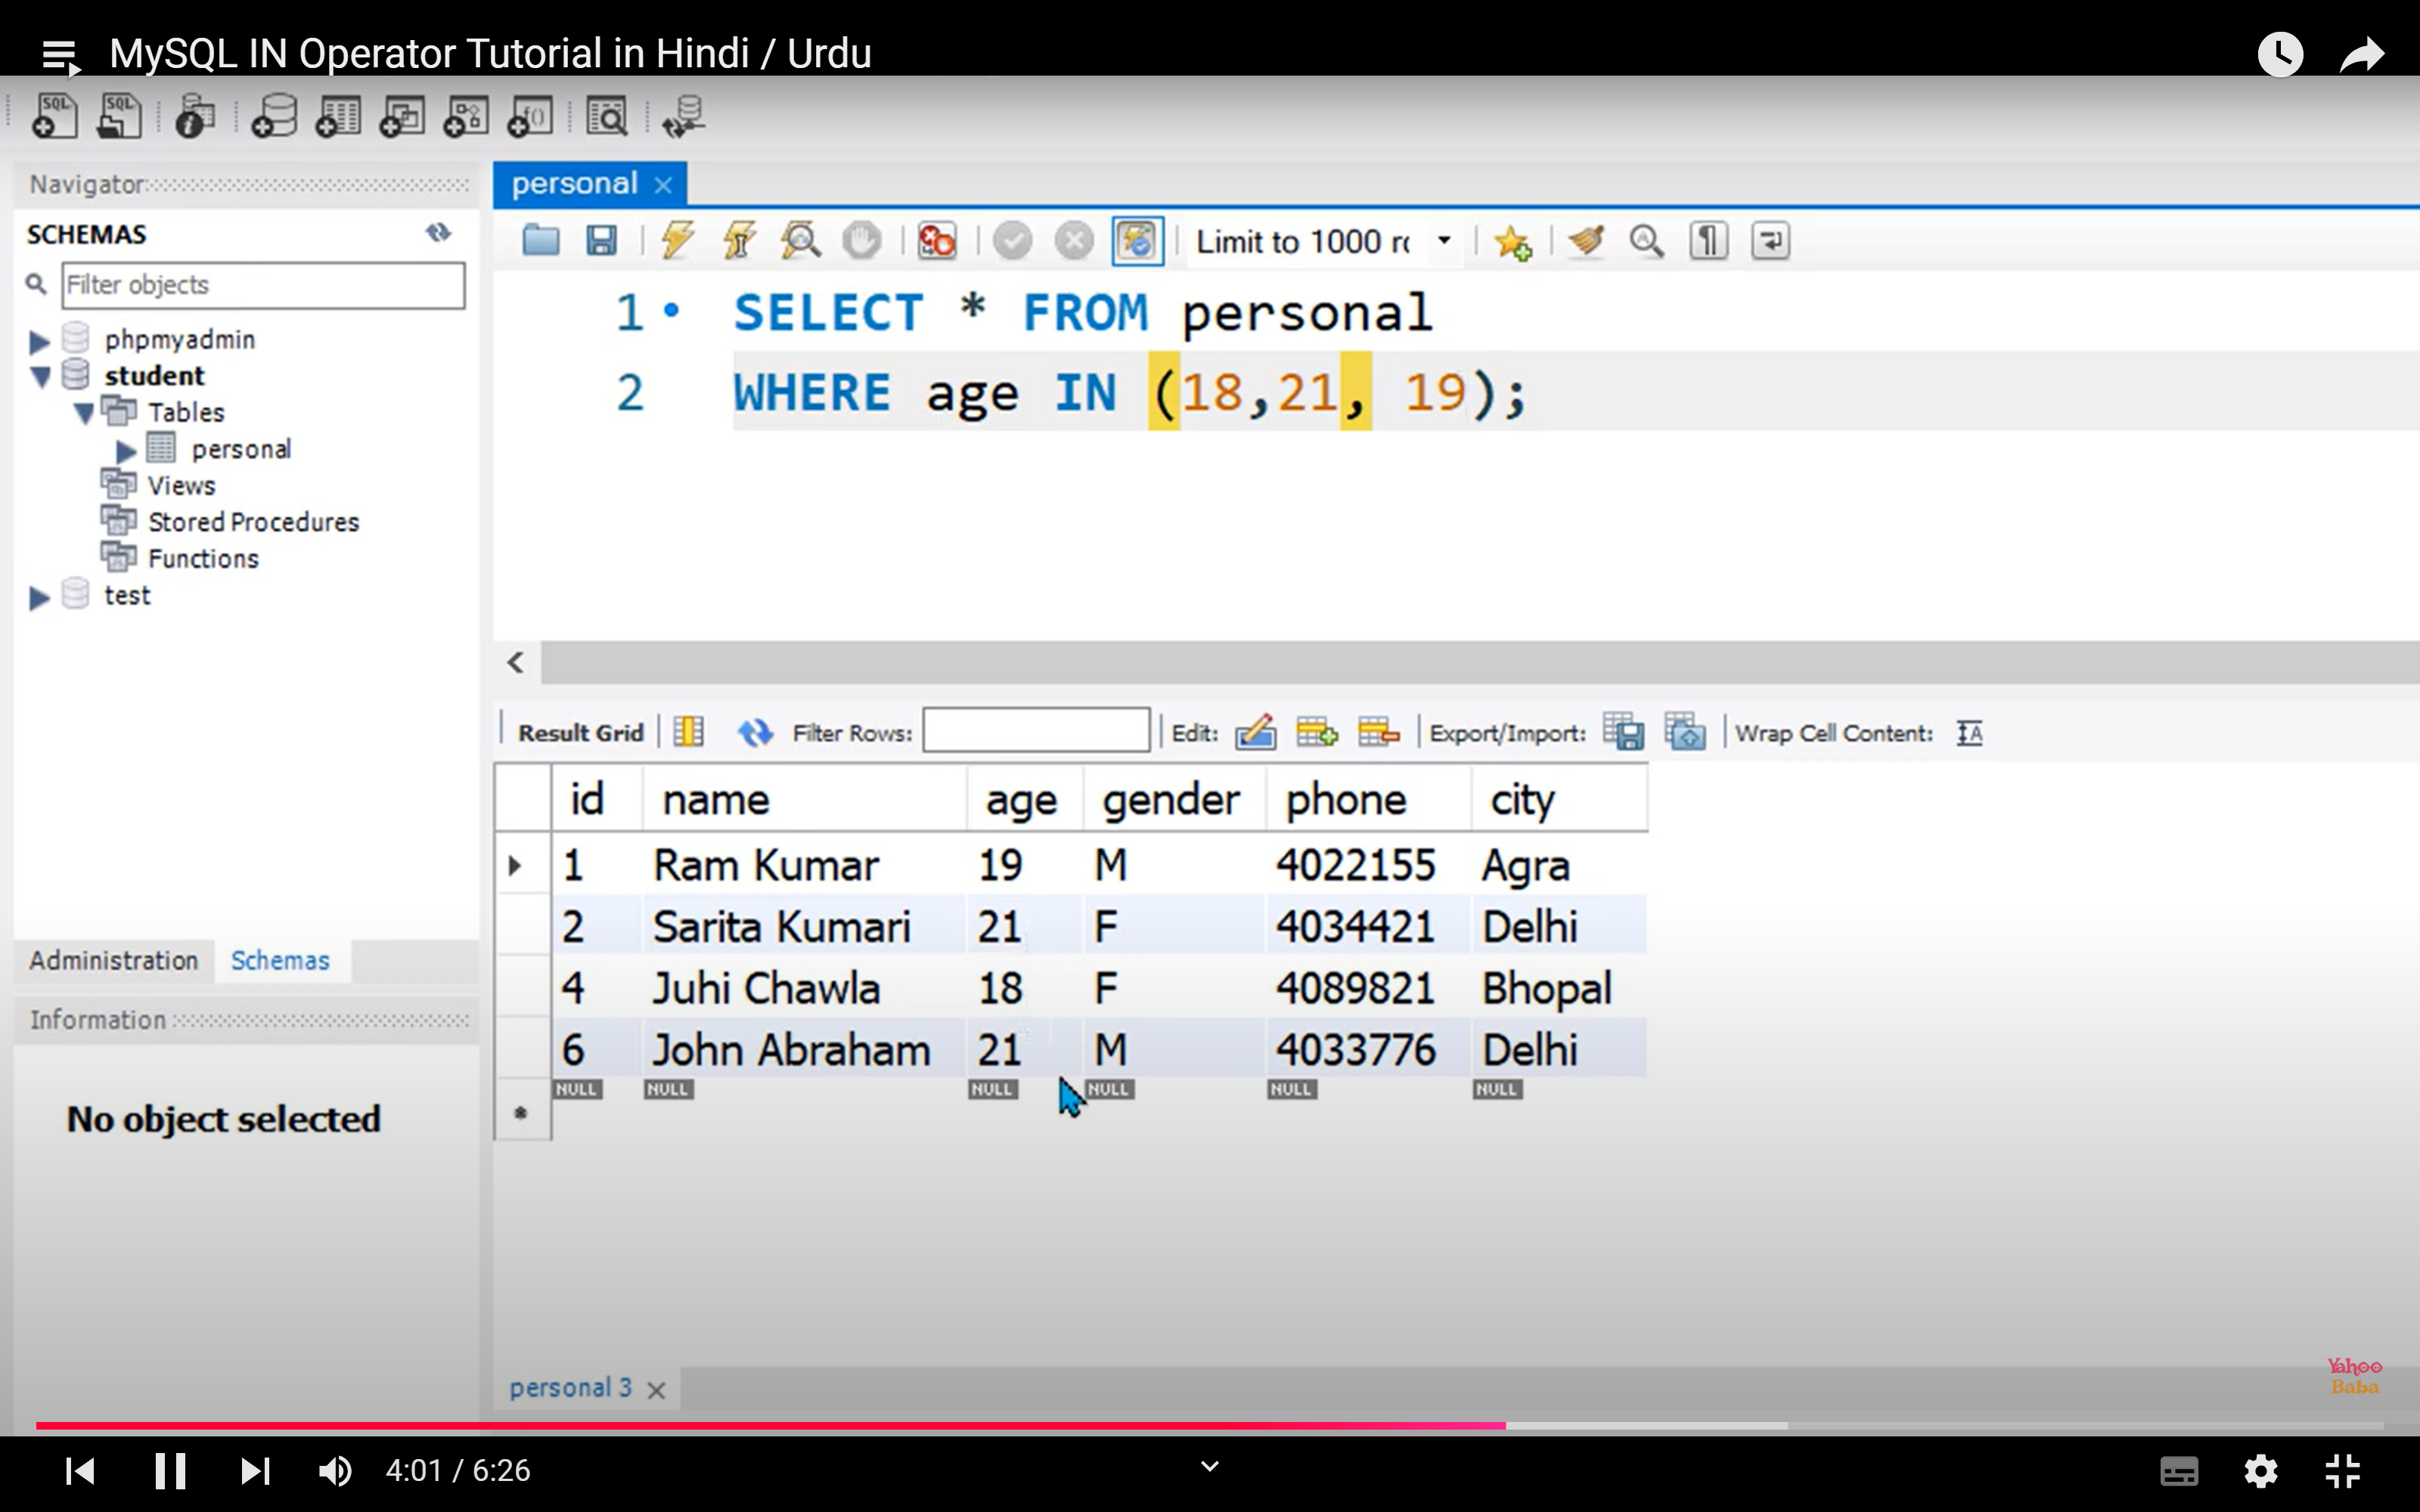 MySQL IN Operator Tutorial in Hindi / Urdu
SQL SQL
Navigator
personal
SCHEMAS
Filter objects
phpmyadmin
student
Tables
personal
Views
Stored Procedures
Functions
test
Administration Schemas
Information
No object selected
Limit to 1000 r
1 SELECT * FROM personal
2 WHERE age IN (18,21, 19);
Result Grid Filter Rows: Edit: Export/Import: Wrap Cell Content:
id name age gender phone city
1 Ram Kumar 19 M 4022155 Agra
2 Sarita Kumari 21 F 4034421 Delhi
4 Juhi Chawla 18 F 4089821 Bhopal
6 John Abraham 21 M 4033776 Delhi
NULL NULL NULL NULL NULL NULL
personal 3
Yahoo
Baba
4:01 / 6:26